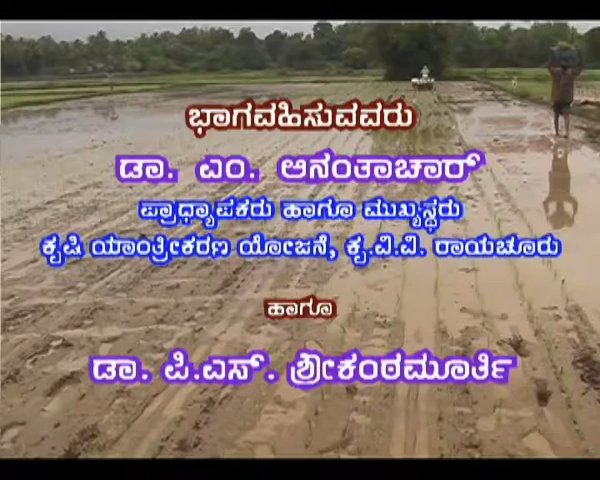 ಭಾಗವಹಿಸುವವರು
ಡಾ. ಎಂ. ಆನಂತಾಚಾರ್
ಪ್ರಾಧ್ಯಾಪಕರು ಹಾಗೂ ಮುಖ್ಯಸ್ಥರು
ಕೃಷಿ ಯಾಂತ್ರೀಕರಣ ಯೋಜನೆ, ಕೃ.ವಿ.ವಿ. ರಾಯಚೂರು
ಹಾಗೂ
ಡಾ. ಪಿ.ಎಸ್. ಶ್ರೀಕಂಠಮೂರ್ತಿ